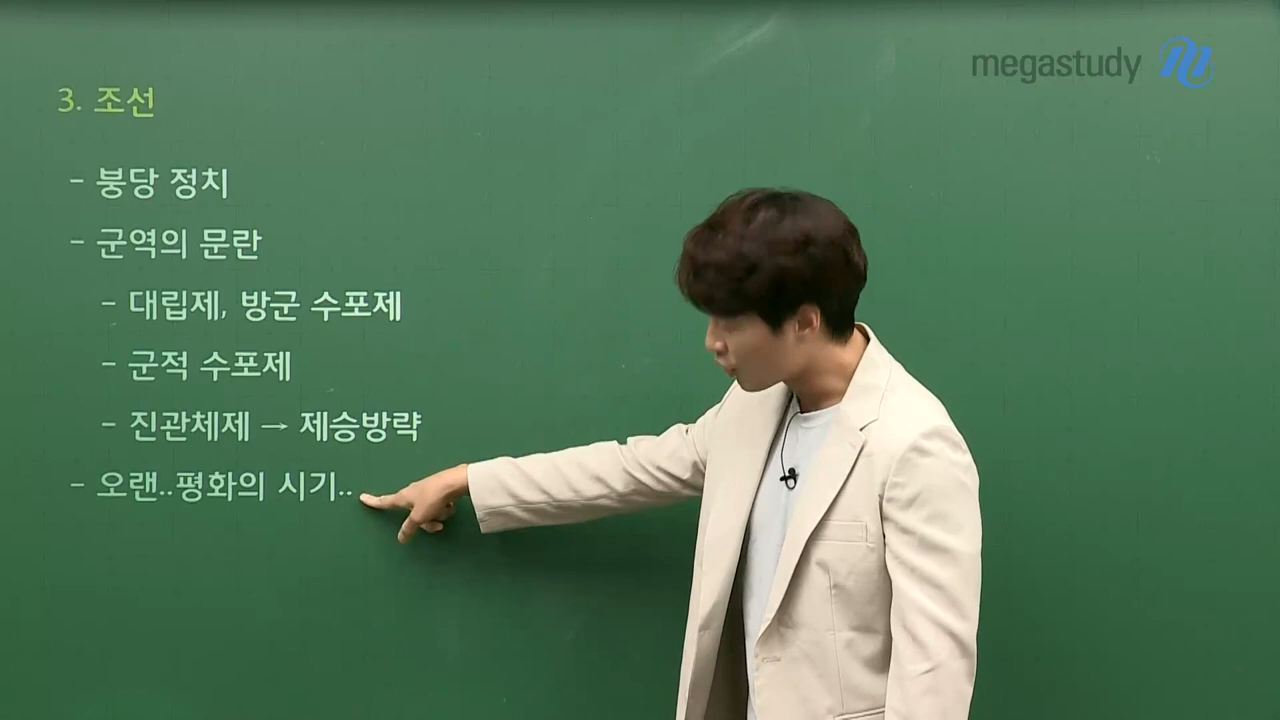 megastudy
3. 조선
- 붕당 정치
- 군역의 문란
- 대립제, 방군 수포제
- 군적 수포제
- 진관체제 → 제승방략
- 오랜..평화의 시기..